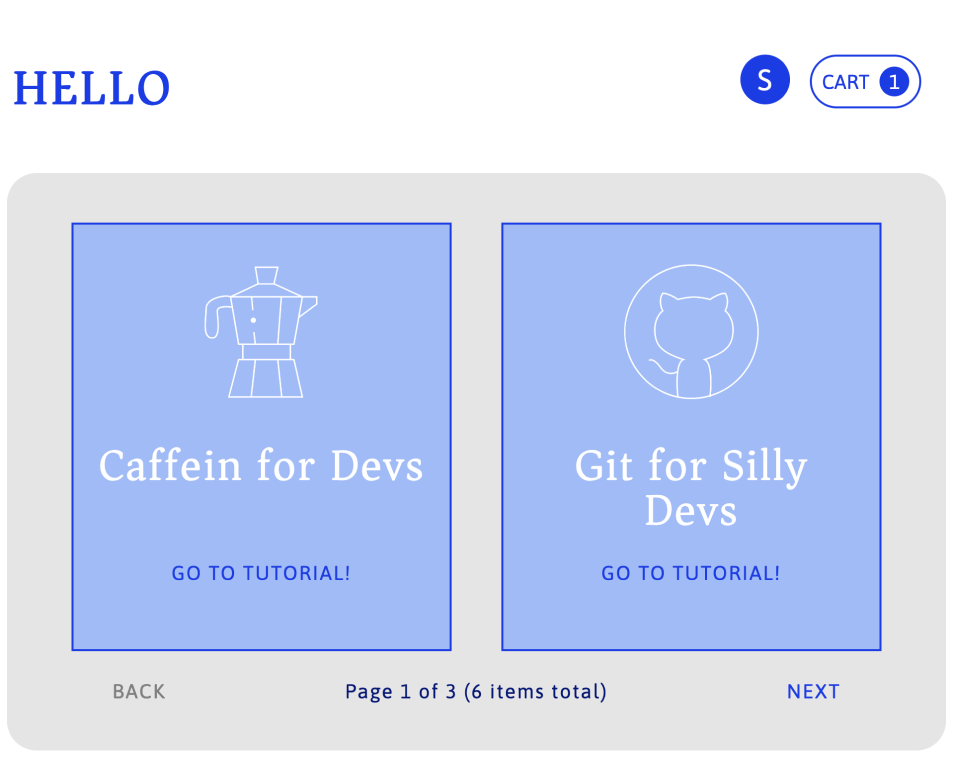 HELLO
S
CART 1
Caffein for Devs
Git for Silly
Devs
GO TO TUTORIAL!
GO TO TUTORIAL!
BACK
Page 1 of 3 (6 items total)
NEXT